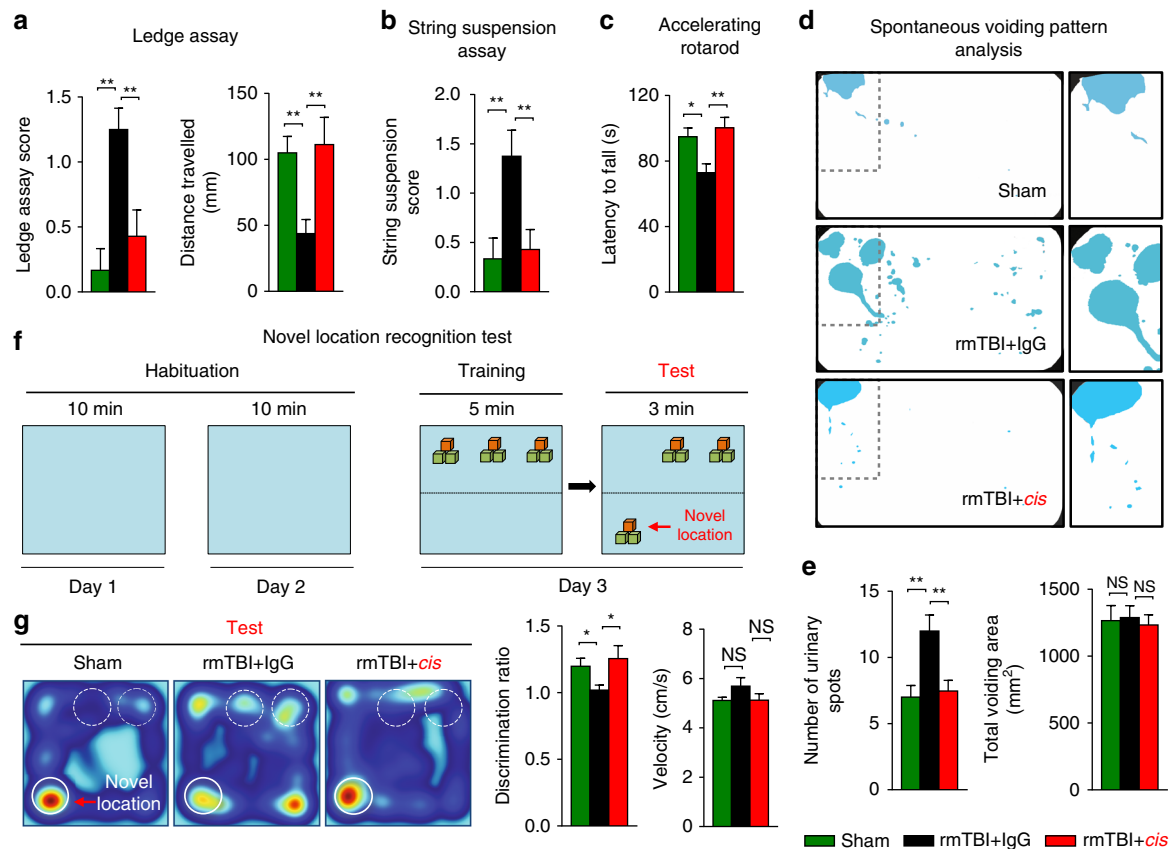 a
Ledge assay
Ledge assay score
1.5
1.0
0.5
0.0
**
**
Distance travelled
(mm)
150
100
50
0
**
**
b
String suspension
assay
String suspension
score
2.0
1.5
1.0
0.5
0.0
**
**
c
Accelerating
rotarod
Latency to fall (s)
120
80
40
0
*
**
d
Spontaneous voiding pattern
analysis
Sham
rmTBI+IgG
rmTBI+cis
f
Novel location recognition test
Habituation
Training
Test
10 min
10 min
5 min
3 min
Novel
location
Day 1
Day 2
Day 3
e
Number of urinary
spots
15
10
5
0
**
**
Total voiding area
(mm²)
1500
1000
500
0
NS
NS
g
Test
Sham
rmTBI+IgG
rmTBI+cis
Novel
location
Discrimination ratio
1.5
1.0
0.5
0.0
*
*
Velocity (cm/s)
8
6
4
2
0
NS
NS
Sham
rmTBI+IgG
rmTBI+cis